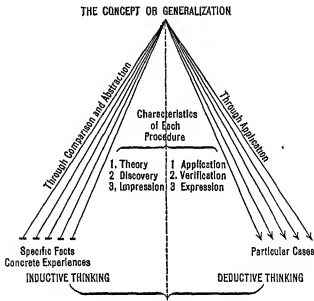 THE CONCEPT OR GENERALIZATION
Through Comparison and Abstraction
Through Application
Characteristics
of Each
Procedure
1. Theory
2 Discovery
3, Impression
1 Application
2. Verification
3 Expression
Specific Facts
Concrete Experiences
INDUCTIVE THINKING
Particular Cases
DEDUCTIVE THINKING